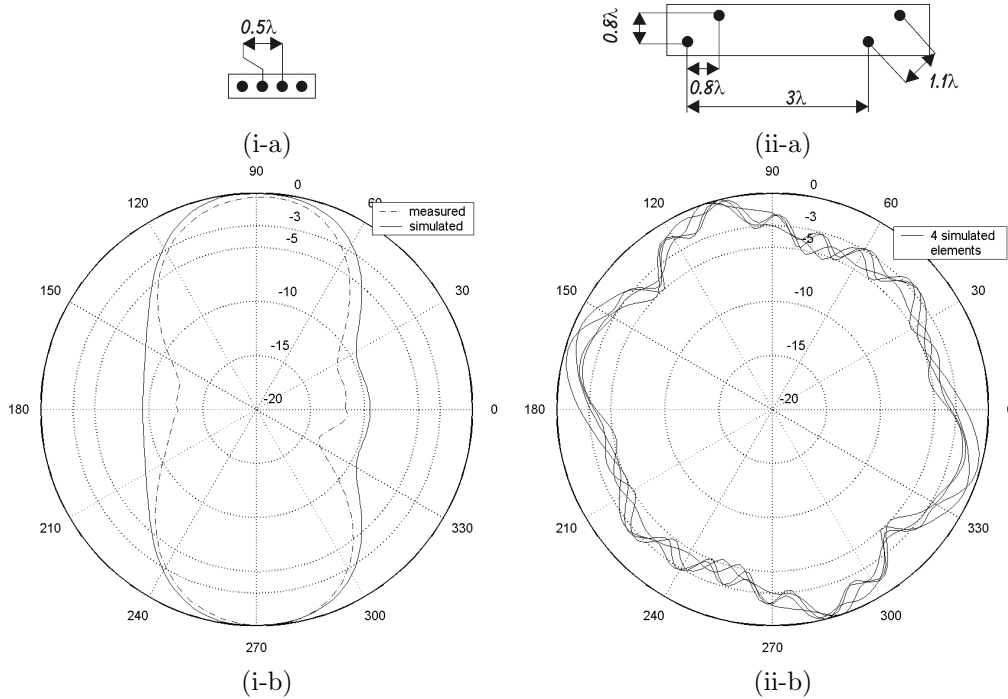 0.5λ
(i-a)
0.8λ
0.8λ
3λ
1.1λ
(ii-a)
90
120
0
60
-3
-5
measured
simulated
150
30
-10
-15
-20
180
0
210
330
240
300
270
(i-b)
90
120
0
60
-3
-5
4 simulated
elements
150
30
-10
-15
-20
180
0
210
330
240
300
270
(ii-b)